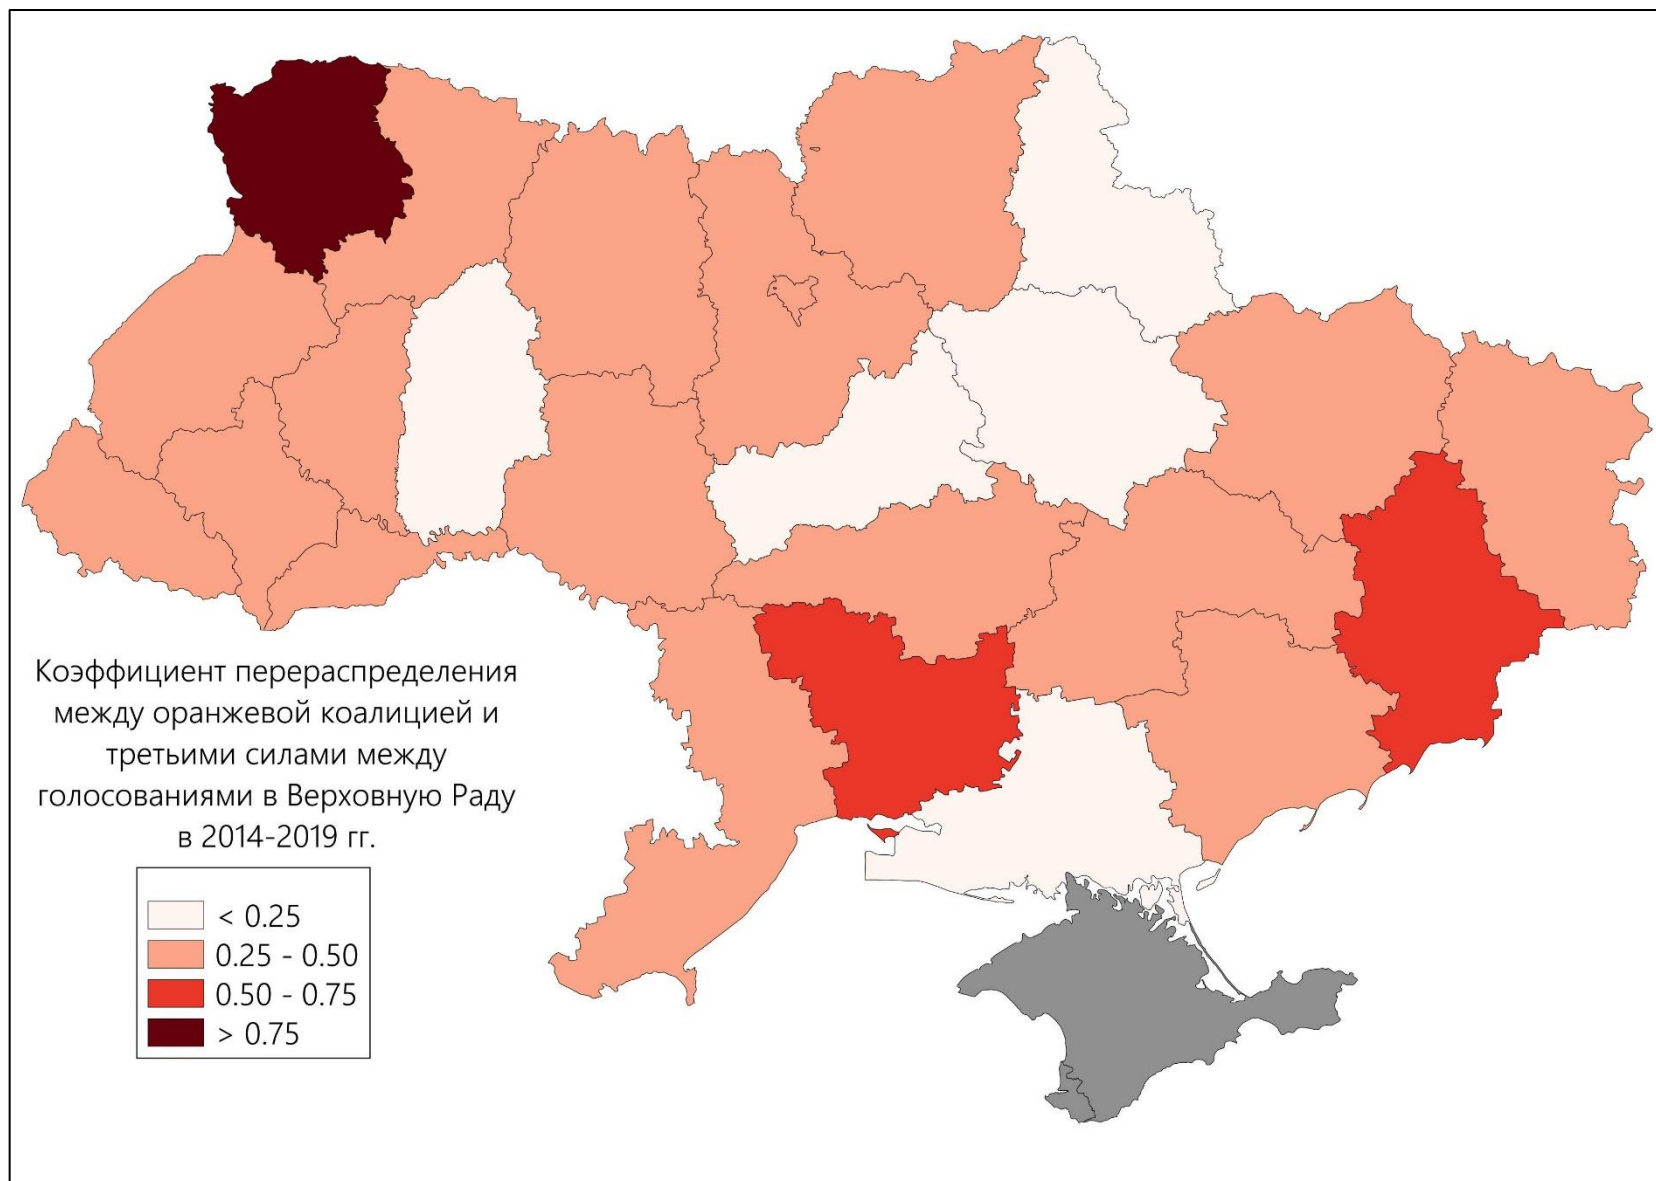 Коэффициент перераспределения
между оранжевой коалицией и
третьими силами между
голосованиями в Верховную Раду
в 2014-2019 гг.
< 0.25
0.25 - 0.50
0.50 - 0.75
> 0.75